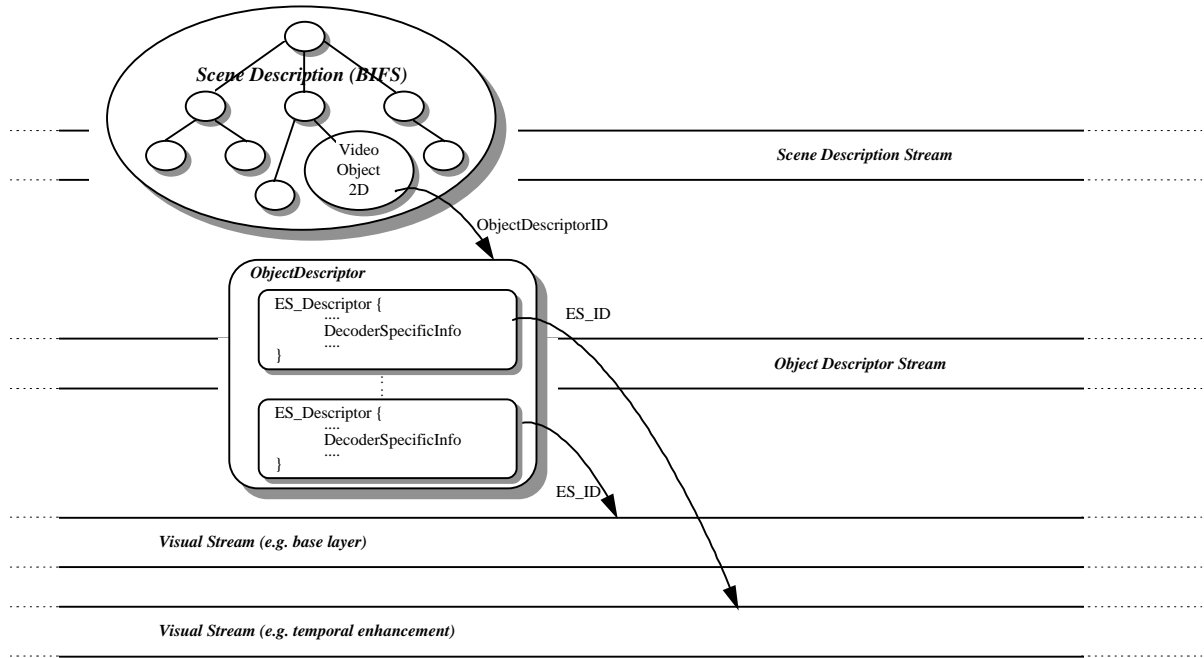 Scene Description (BIFS)
Video
Object
2D
Scene Description Stream
ObjectDescriptorID
ObjectDescriptor
ES_Descriptor {
....
DecoderSpecificInfo
....
}
ES_ID
Object Descriptor Stream
ES_Descriptor {
....
DecoderSpecificInfo
....
}
ES_ID
Visual Stream (e.g. base layer)
Visual Stream (e.g. temporal enhancement)